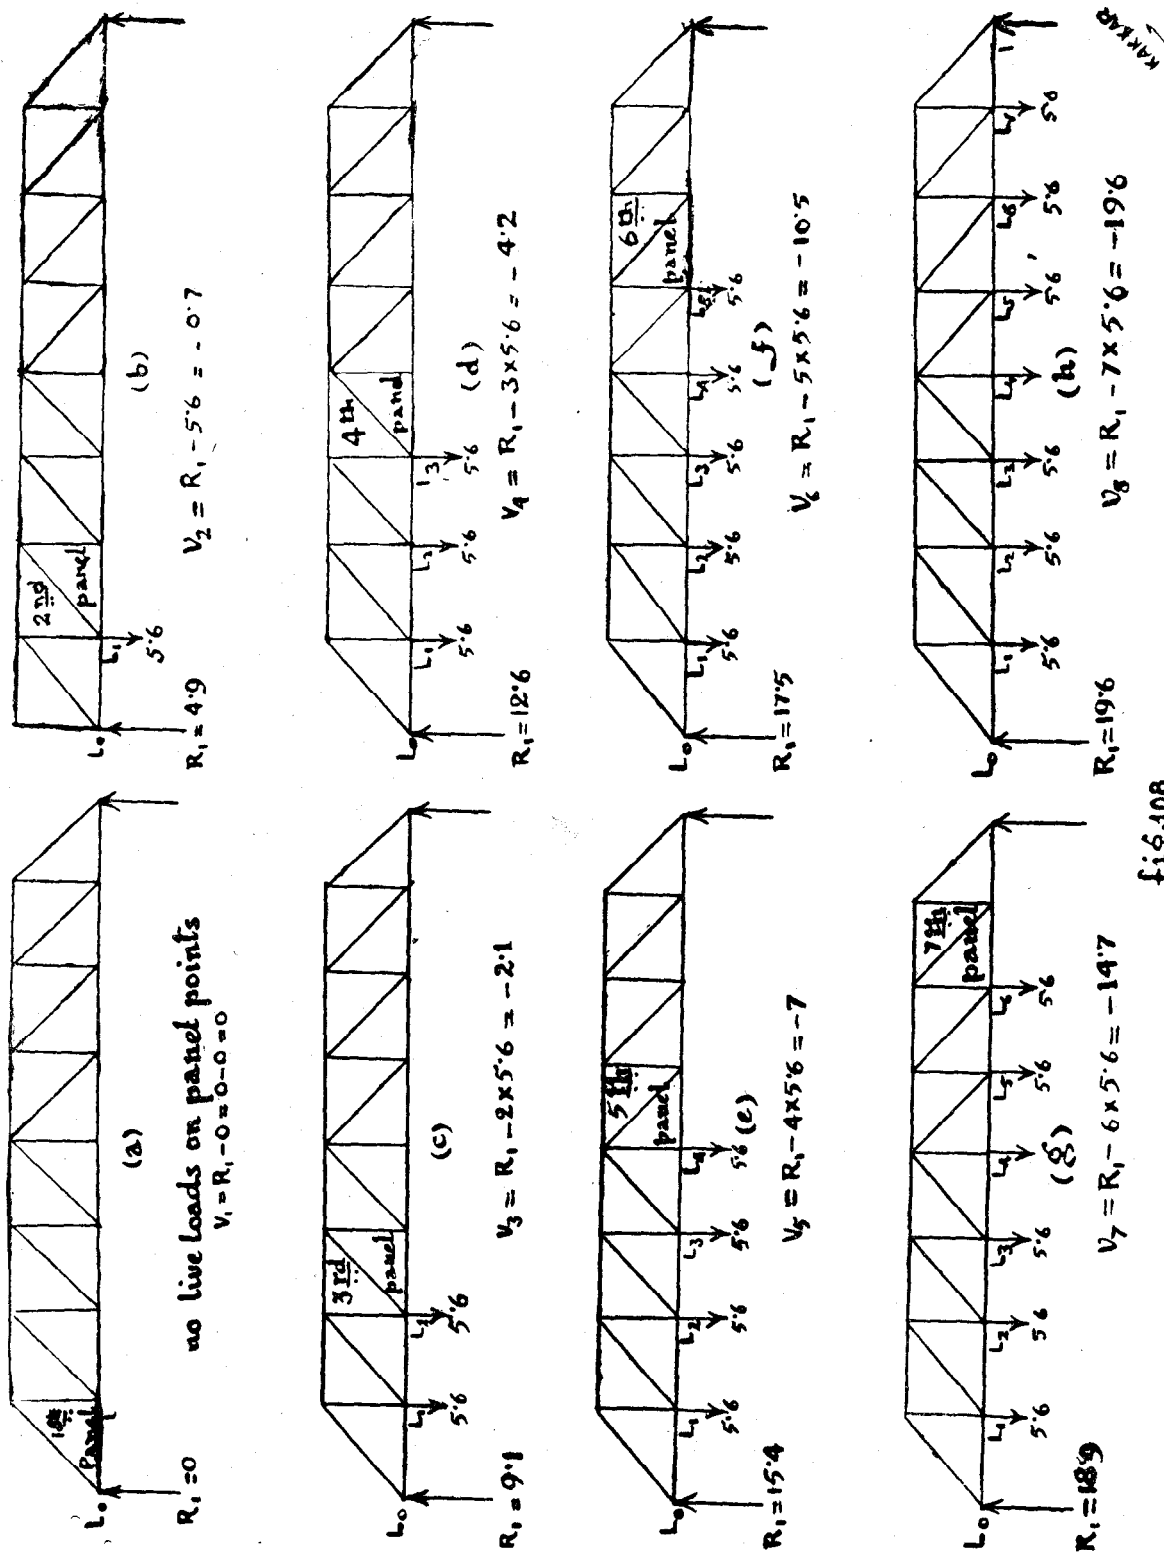 1st
Panel
L₀
R₁=0
(a)
no live loads on panel points
V₁=R₁-0=0-0=0
2nd
panel
L₀
L₁
5·6
R₁=4·9
(b)
V₂=R₁-5·6=-0·7
3rd
panel
L₀
L₁
L₂
5·6
5·6
R₁=9·1
(c)
V₃=R₁-2×5·6=-2·1
4th
panel
L₀
L₁
L₂
L₃
5·6
5·6
5·6
R₁=12·6
(d)
V₄=R₁-3×5·6=-4·2
5th
panel
L₀
L₁
L₂
L₃
L₄
5·6
5·6
5·6
5·6
R₁=15·4
(e)
V₅=R₁-4×5·6=-7
6th
panel
L₀
L₁
L₂
L₃
L₄
L₅
5·6
5·6
5·6
5·6
5·6
R₁=17·5
(f)
V₆=R₁-5×5·6=-10·5
7th
panel
L₀
L₁
L₂
L₃
L₄
L₅
L₆
5·6
5·6
5·6
5·6
5·6
5·6
R₁=18·9
(g)
V₇=R₁-6×5·6=-14·7
L₀
L₁
L₂
L₃
L₄
L₅
L₆
L₇
5·6
5·6
5·6
5·6
5·6
5·6
5·6
R₁=19·6
(h)
V₈=R₁-7×5·6=-19·6
fig.108
KAKKAR